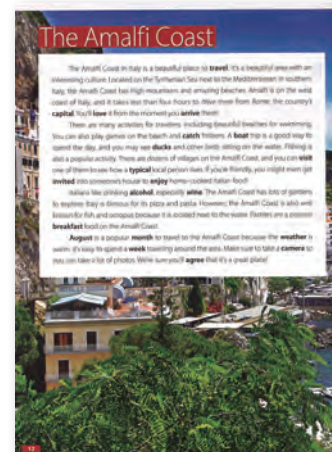 The Amalfi Coast
The Amalfi Coast in Italy is a beautiful place to travel. It's a beautiful area with an
interesting culture. Located on the Tyrrhenian Sea next to the Mediterranean in southern
Italy, the Amalfi Coast has high mountains and amazing beaches. Amalfi is on the west
coast of Italy, and it takes less than four hours to drive there from Rome, the country's
capital. You'll love it from the moment you arrive there!
There are many activities for travelers, including beautiful beaches for swimming.
You can also play games on the beach and catch frisbees. A boat trip is a good way to
spend the day, and you may see ducks and other birds sitting on the water. Fishing is
also a popular activity. There are dozens of villages on the Amalfi Coast, and you can visit
one of them to see how a typical local person lives. If you're friendly, you might even get
invited into someone's house to enjoy home-cooked Italian food!
Italians like drinking alcohol, especially wine. The Amalfi Coast has lots of gardens
to explore. Italy is famous for its pizza and pasta. However, the Amalfi Coast is also well
known for fish and octopus because it is located next to the water. Pastries are a common
breakfast food on the Amalfi Coast.
August is a popular month to travel to the Amalfi Coast because the weather is
warm. It's easy to spend a week traveling around the area. Make sure to take a camera so
you can take a lot of photos. We're sure you'll agree that it's a great place!
12